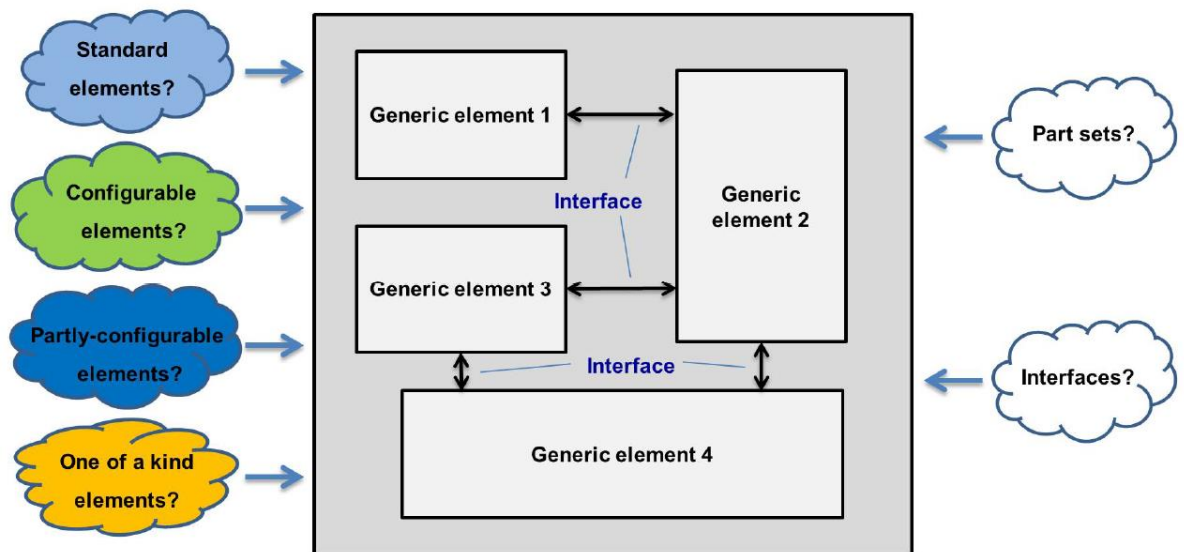 Standard
elements?
Configurable
elements?
Partly-configurable
elements?
One of a kind
elements?
Generic element 1
Interface
Generic
element 2
Generic element 3
Interface
Generic element 4
Part sets?
Interfaces?